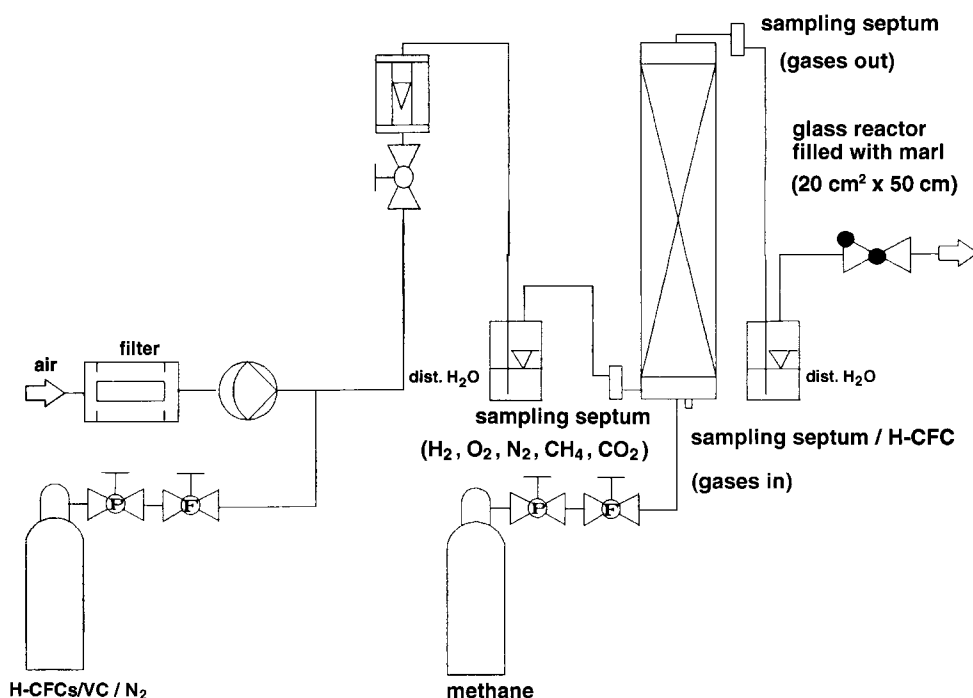 sampling septum
(gases out)
glass reactor
filled with marl
(20 cm² x 50 cm)
air
filter
dist. H₂O
dist. H₂O
sampling septum
(H₂ , O₂ , N₂ , CH₄ , CO₂)
sampling septum / H-CFC
(gases in)
P
F
P
F
H-CFCs/VC / N₂
methane